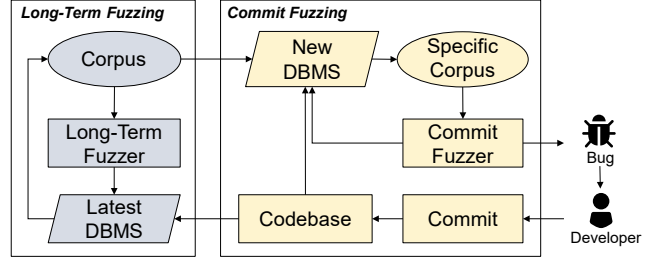 Long-Term Fuzzing
Corpus
Long-Term
Fuzzer
Latest
DBMS
Commit Fuzzing
New
DBMS
Specific
Corpus
Commit
Fuzzer
Codebase
Commit
Bug
Developer